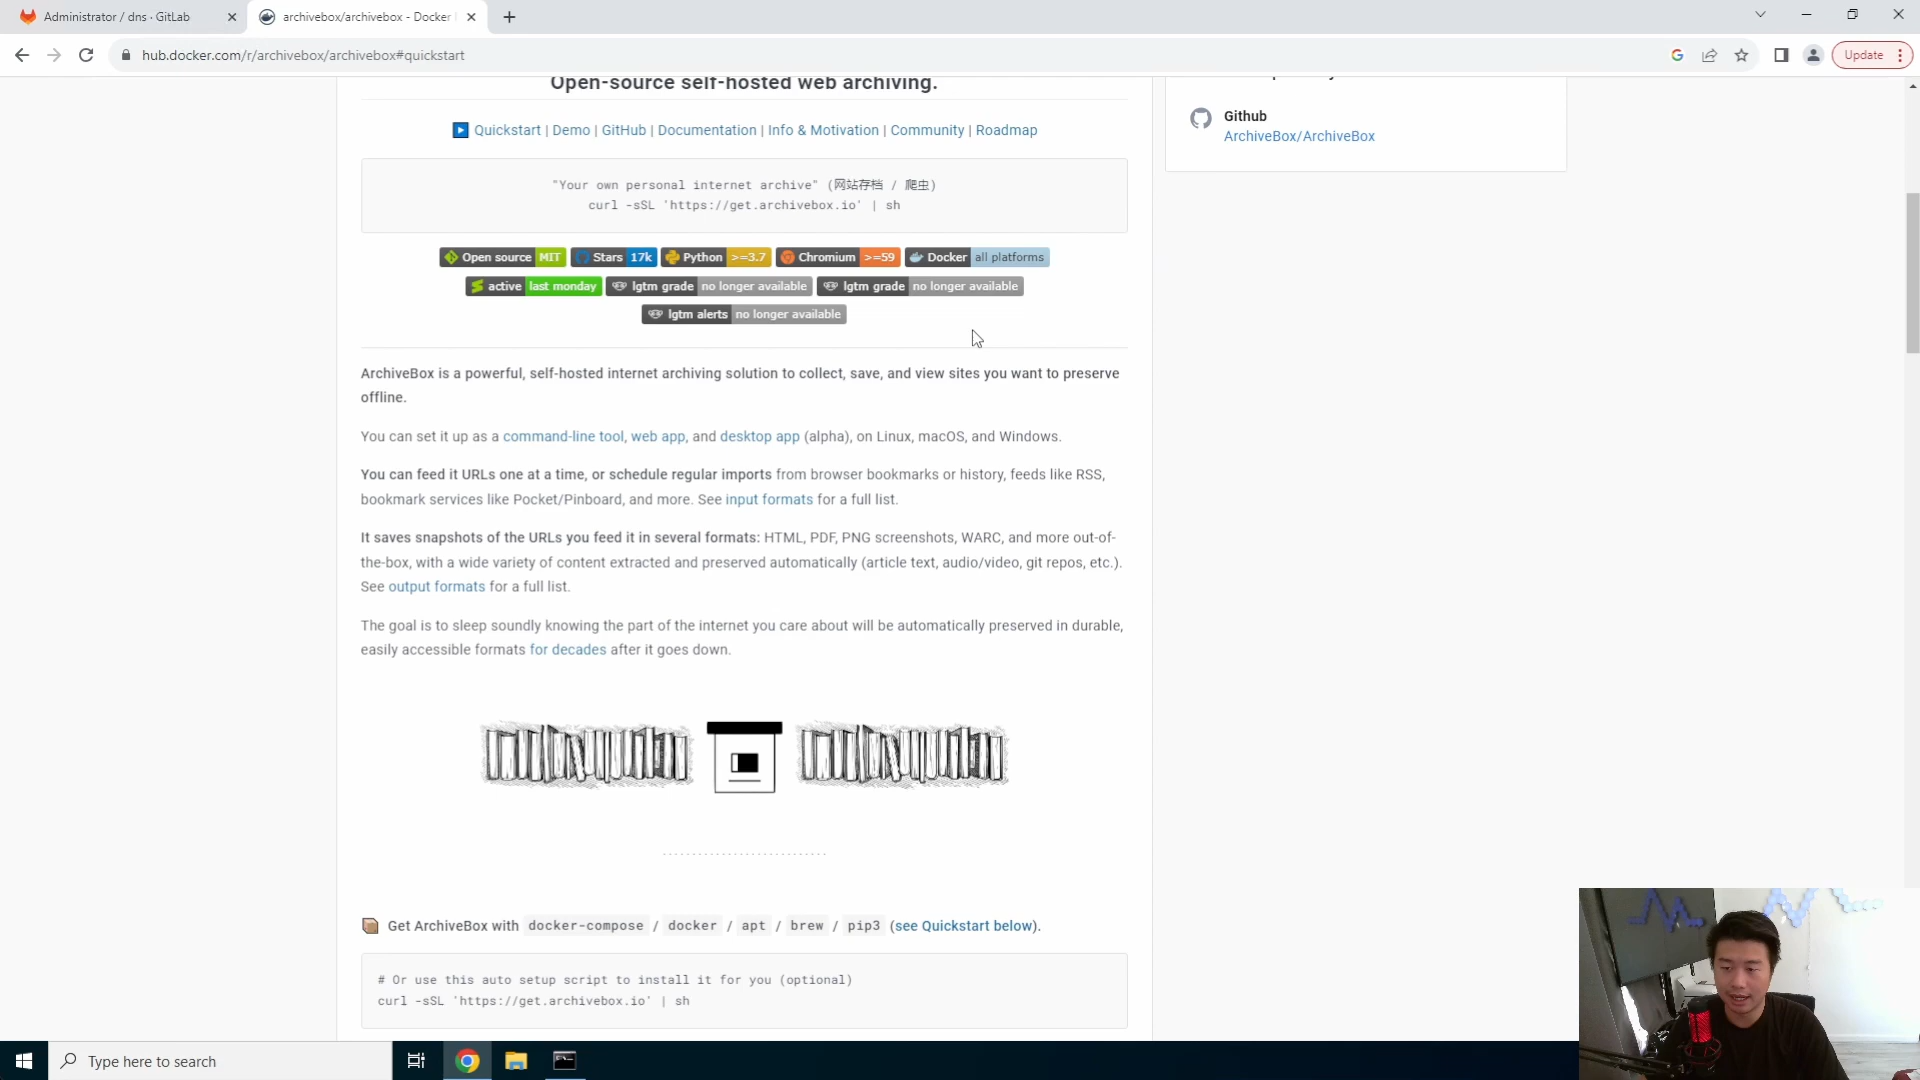 Administrator / dns · GitLab
archivebox/archivebox - Docker
hub.docker.com/r/archivebox/archivebox#quickstart
Update
Open-source self-hosted web archiving.
Quickstart | Demo | GitHub | Documentation | Info & Motivation | Community | Roadmap
Github
ArchiveBox/ArchiveBox
"Your own personal internet archive" (网站存档 / 爬虫)
curl -sSL 'https://get.archivebox.io' | sh
Open source MIT Stars 17k Python >=3.7 Chromium >=59 Docker all platforms
active last monday lgtm grade no longer available lgtm grade no longer available
lgtm alerts no longer available
ArchiveBox is a powerful, self-hosted internet archiving solution to collect, save, and view sites you want to preserve
offline.
You can set it up as a command-line tool, web app, and desktop app (alpha), on Linux, macOS, and Windows.
You can feed it URLs one at a time, or schedule regular imports from browser bookmarks or history, feeds like RSS,
bookmark services like Pocket/Pinboard, and more. See input formats for a full list.
It saves snapshots of the URLs you feed it in several formats: HTML, PDF, PNG screenshots, WARC, and more out-of-
the-box, with a wide variety of content extracted and preserved automatically (article text, audio/video, git repos, etc.).
See output formats for a full list.
The goal is to sleep soundly knowing the part of the internet you care about will be automatically preserved in durable,
easily accessible formats for decades after it goes down.
Get ArchiveBox with docker-compose / docker / apt / brew / pip3 (see Quickstart below).
# Or use this auto setup script to install it for you (optional)
curl -sSL 'https://get.archivebox.io' | sh
Type here to search